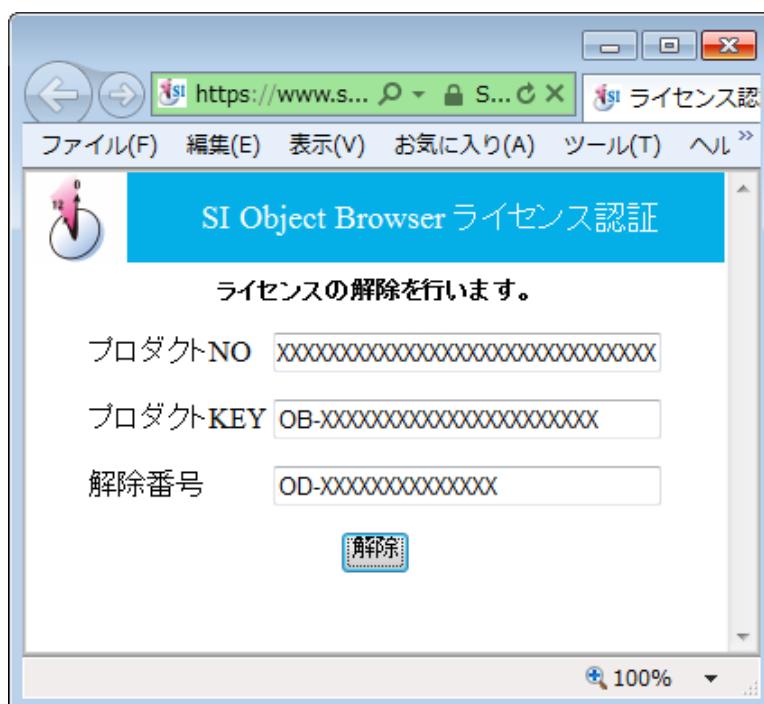 https://www.s... S... ライセンス認
ファイル(F) 編集(E) 表示(V) お気に入り(A) ツール(T) ヘル »
SI Object Browser ライセンス認証
ライセンスの解除を行います。
プロダクトNO XXXXXXXXXXXXXXXXXXXXXXXXXXXXXX
プロダクトKEY OB-XXXXXXXXXXXXXXXXXXXXXX
解除番号 OD-XXXXXXXXXXXXXX
解除
100%